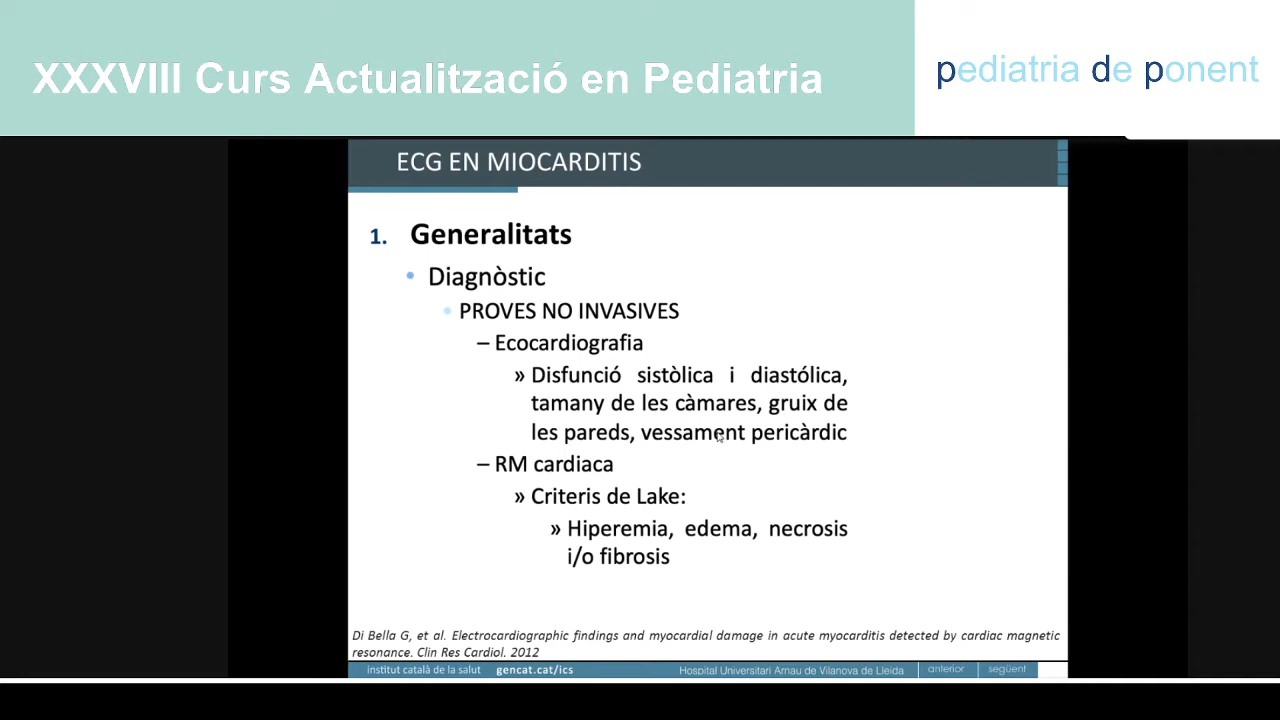 XXXVIII Curs Actualització en Pediatria
pediatria de ponent
ECG EN MIOCARDITIS
1. Generalitats
• Diagnòstic
• PROVES NO INVASIVES
– Ecocardiografia
» Disfunció sistòlica i diastólica,
tamany de les càmares, gruix de
les pareds, vessament pericàrdic
– RM cardiaca
» Criteris de Lake:
» Hiperemia, edema, necrosis
i/o fibrosis
Di Bella G, et al. Electrocardiographic findings and myocardial damage in acute myocarditis detected by cardiac magnetic
resonance. Clin Res Cardiol. 2012
institut català de la salut gencat.cat/ics Hospital Universitari Arnau de Vilanova de Lleida anterior següent